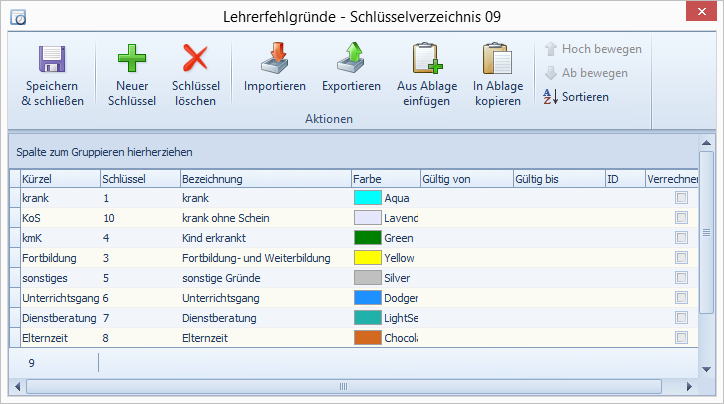 Lehrerfehlgründe - Schlüsselverzeichnis 09
Speichern & schließen
Neuer Schlüssel
Schlüssel löschen
Importieren
Exportieren
Aus Ablage einfügen
In Ablage kopieren
Hoch bewegen
Ab bewegen
Sortieren
Aktionen
Spalte zum Gruppieren hierherziehen
Kürzel Schlüssel Bezeichnung Farbe Gültig von Gültig bis ID Verrechnen
krank 1 krank Aqua
KoS 10 krank ohne Schein Lavend
kmK 4 Kind erkrankt Green
Fortbildung 3 Fortbildung- und Weiterbildung Yellow
sonstiges 5 sonstige Gründe Silver
Unterrichtsgang 6 Unterrichtsgang Dodger
Dienstberatung 7 Dienstberatung LightSe
Elternzeit 8 Elternzeit Chocola
9